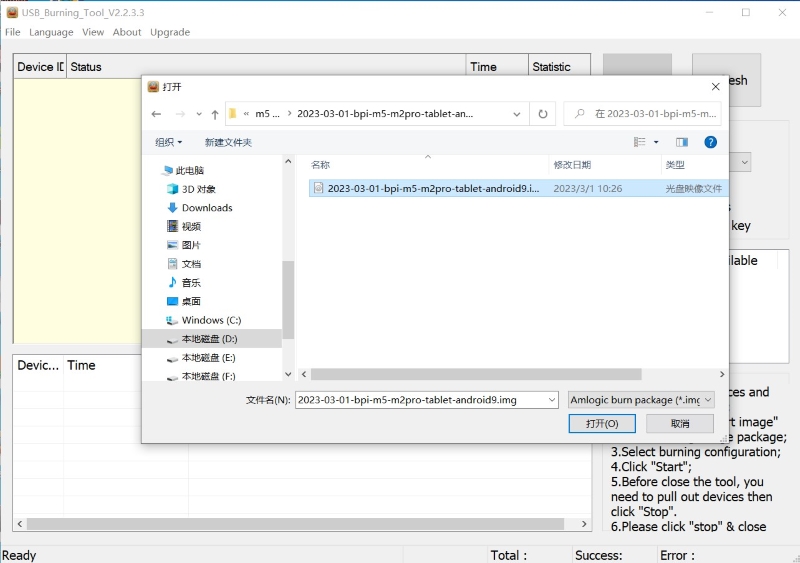 USB_Burning_Tool_V2.2.3.3
File Language View About Upgrade
Device ID Status Time Statistic
esh
打开
« m5 ... › 2023-03-01-bpi-m5-m2pro-tablet-an...
在 2023-03-01-bpi-m5-m...
组织 新建文件夹
名称 修改日期 类型
此电脑
3D 对象
Downloads
视频
图片
文档
音乐
桌面
Windows (C:)
本地磁盘 (D:)
本地磁盘 (E:)
本地磁盘 (F:)
2023-03-01-bpi-m5-m2pro-tablet-android9.i... 2023/3/1 10:26 光盘映像文件
key
lable
文件名(N): 2023-03-01-bpi-m5-m2pro-tablet-android9.img Amlogic burn package (*.img
打开(O) 取消
Devic... Time
ces and
rt image"
e package;
3.Select burning configuration;
4.Click "Start";
5.Before close the tool, you
need to pull out devices then
click "Stop".
6.Please click "stop" & close
Ready Total : Success: Error :